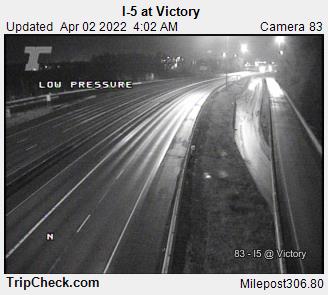 I-5 at Victory
Updated Apr 02 2022 4:02 AM Camera 83
LOW PRESSURE
N
83 - I5 @ Victory
TripCheck.com Milepost306.80